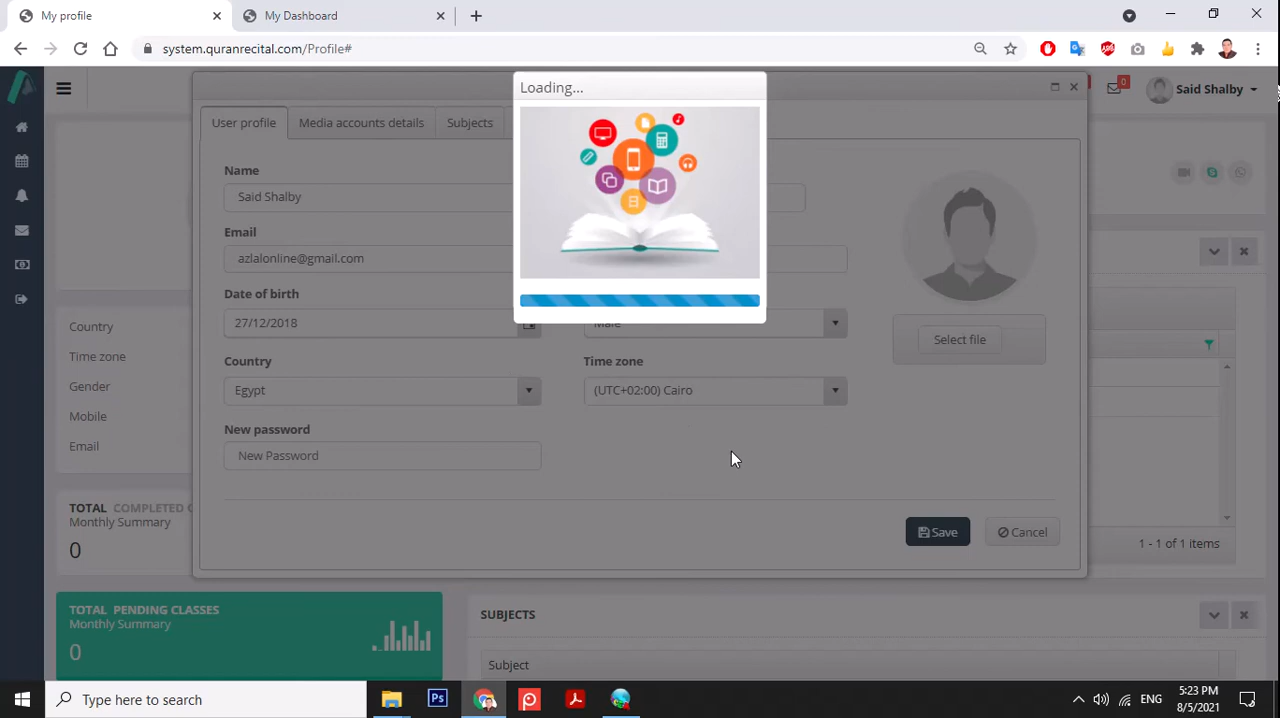 My profile
My Dashboard
system.quranrecital.com/Profile#
Loading...
0
Said Shalby
User profile
Media accounts details
Subjects
Name
Said Shalby
Email
azlalonline@gmail.com
Date of birth
27/12/2018
Male
Select file
Country
Time zone
Egypt
(UTC+02:00) Cairo
New password
New Password
Save
Cancel
Country
Time zone
Gender
Mobile
Email
TOTAL COMPLETED
Monthly Summary
0
1 - 1 of 1 items
TOTAL PENDING CLASSES
Monthly Summary
0
SUBJECTS
Subject
Type here to search
Ps
ENG
5:23 PM
8/5/2021